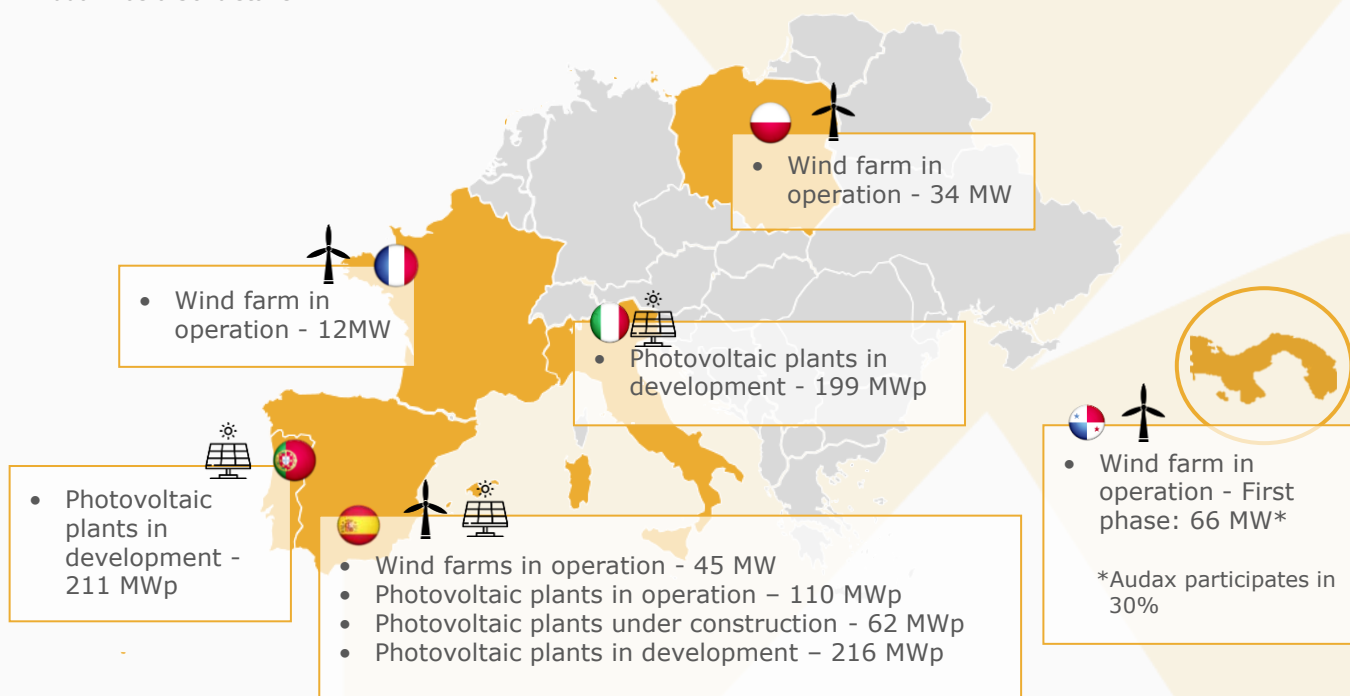 • Wind farm in
operation - 34 MW
• Wind farm in
operation - 12MW
• Photovoltaic plants in
development - 199 MWp
• Photovoltaic
plants in
development -
211 MWp
• Wind farms in operation - 45 MW
• Photovoltaic plants in operation – 110 MWp
• Photovoltaic plants under construction - 62 MWp
• Photovoltaic plants in development – 216 MWp
• Wind farm in
operation - First
phase: 66 MW*
*Audax participates in
30%